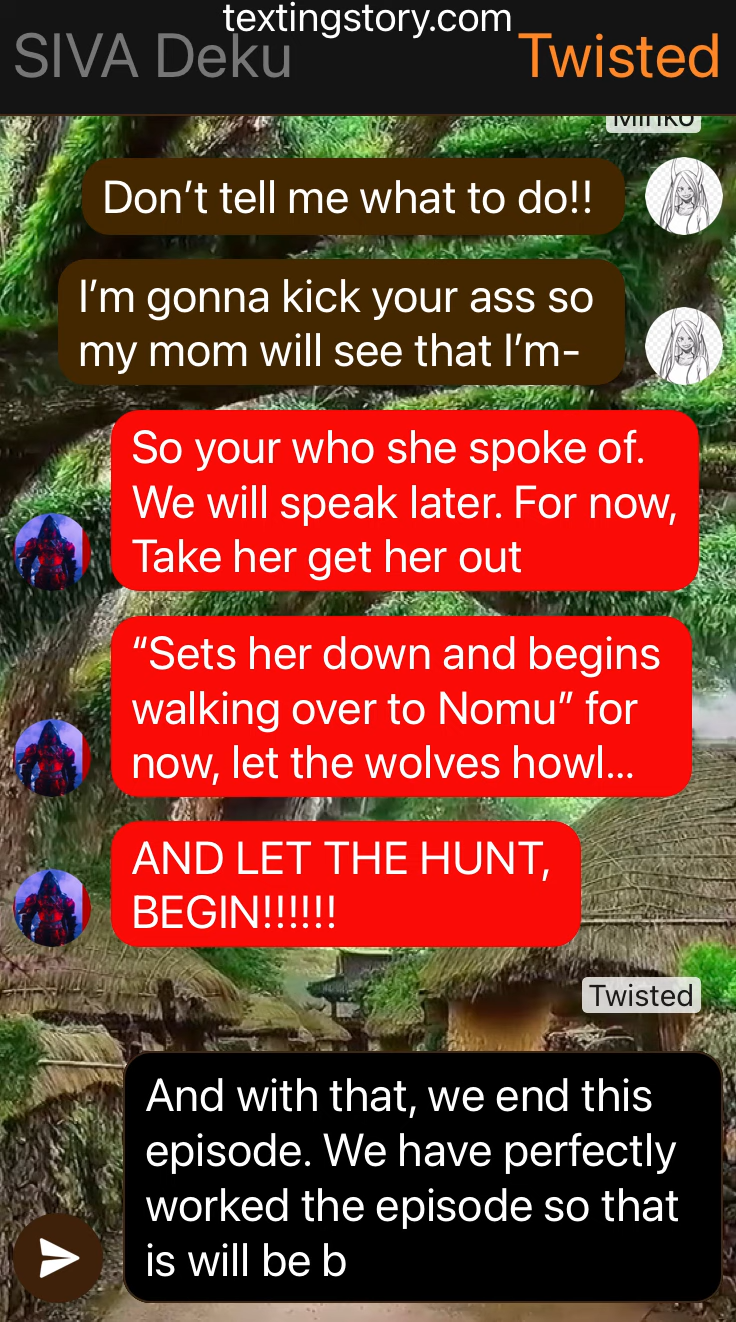 textingstory.com
SIVA Deku
Twisted
Minko
Don’t tell me what to do!!
I’m gonna kick your ass so
my mom will see that I’m-
So your who she spoke of.
We will speak later. For now,
Take her get her out
“Sets her down and begins
walking over to Nomu” for
now, let the wolves howl...
AND LET THE HUNT,
BEGIN!!!!!!
Twisted
And with that, we end this
episode. We have perfectly
worked the episode so that
is will be b